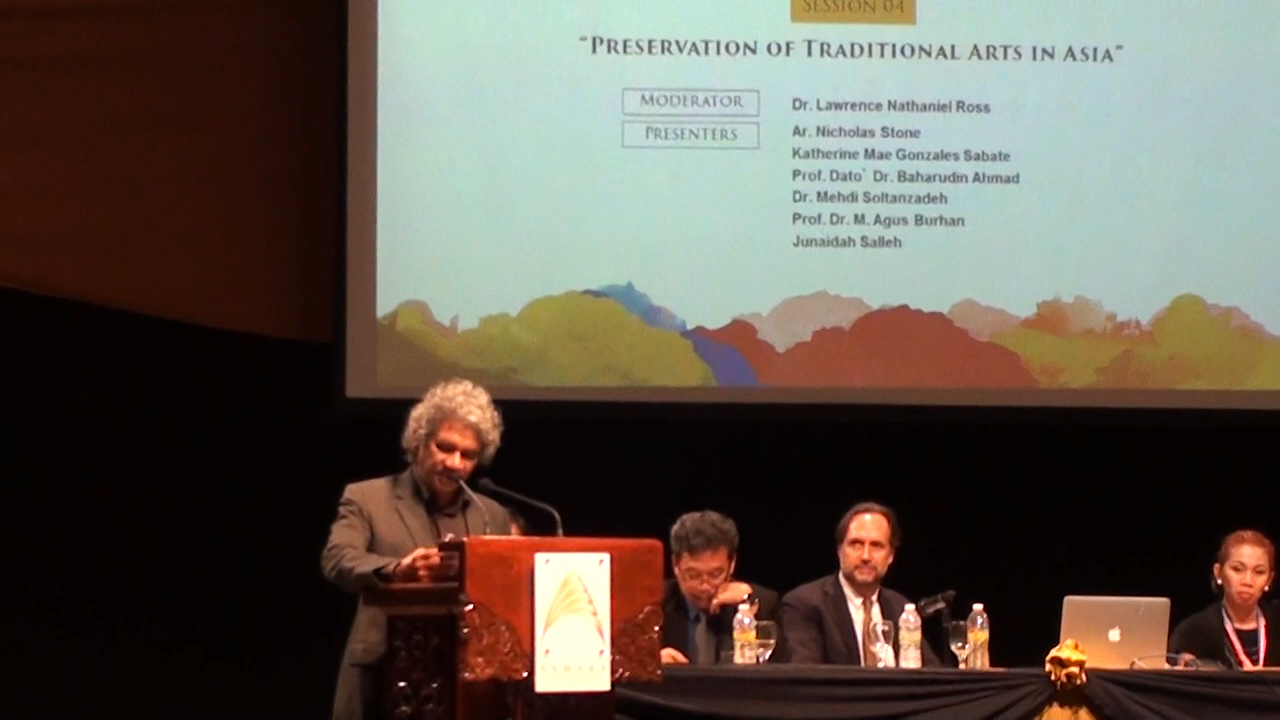 SESSION 04
"PRESERVATION OF TRADITIONAL ARTS IN ASIA"
MODERATOR Dr. Lawrence Nathaniel Ross
PRESENTERS Ar. Nicholas Stone
Katherine Mae Gonzales Sabate
Prof. Dato` Dr. Baharudin Ahmad
Dr. Mehdi Soltanzadeh
Prof. Dr. M. Agus Burhan
Junaidah Salleh